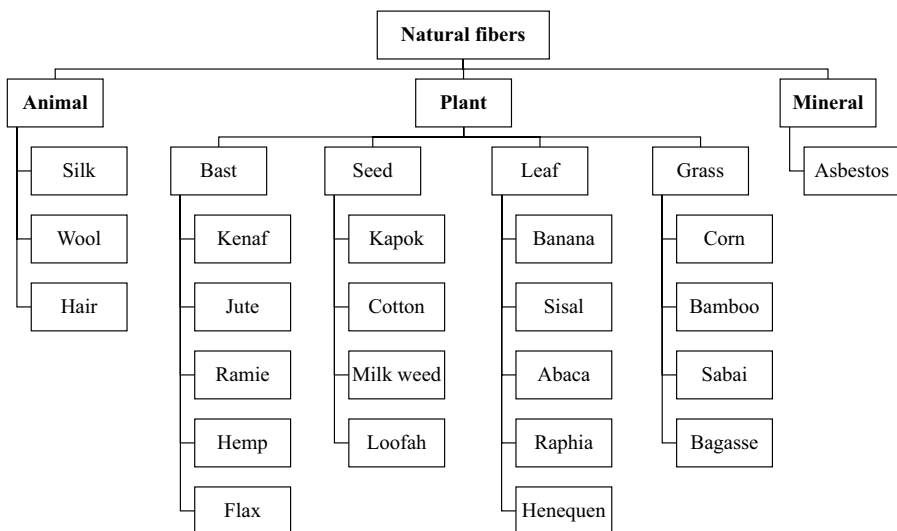 Natural fibers
Animal
Plant
Mineral
Silk
Wool
Hair
Bast
Kenaf
Jute
Ramie
Hemp
Flax
Seed
Kapok
Cotton
Milk weed
Loofah
Leaf
Banana
Sisal
Abaca
Raphia
Henequen
Grass
Corn
Bamboo
Sabai
Bagasse
Asbestos